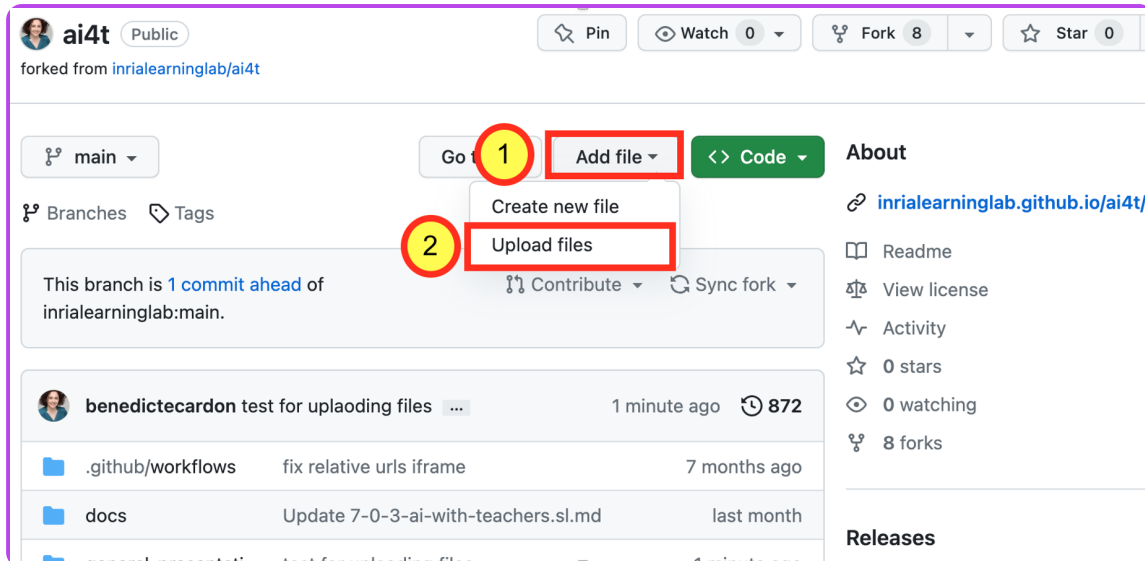 ai4t Public
Pin
Watch 0
Fork 8
Star 0
forked from inrialearninglab/ai4t
main
Go
1
Add file
Code
About
Create new file
inrialearninglab.github.io/ai4t/
Branches
Tags
2
Upload files
Readme
This branch is 1 commit ahead of
inrialearninglab:main.
Contribute
Sync fork
View license
Activity
0 stars
benedictecardon test for uplaoding files ...
1 minute ago
872
0 watching
8 forks
.github/workflows
fix relative urls iframe
7 months ago
docs
Update 7-0-3-ai-with-teachers.sl.md
last month
Releases